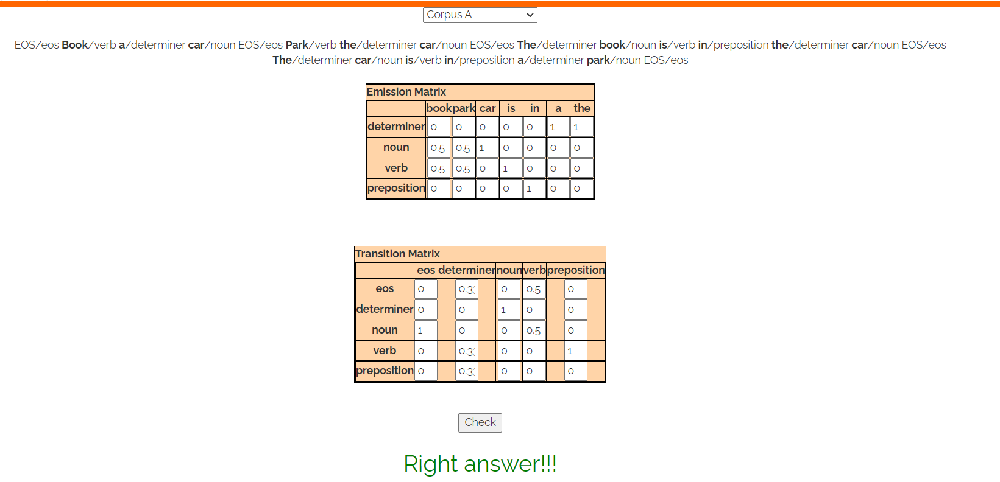 Corpus A
EOS/eos Book/verb a/determiner car/noun EOS/eos Park/verb the/determiner car/noun EOS/eos The/determiner book/noun is/verb in/preposition the/determiner car/noun EOS/eos
The/determiner car/noun is/verb in/preposition a/determiner park/noun EOS/eos
Emission Matrix
book park car is in a the
determiner 0 0 0 0 0 1 1
noun 0.5 0.5 1 0 0 0 0
verb 0.5 0.5 0 1 0 0 0
preposition 0 0 0 0 1 0 0
Transition Matrix
eos determiner noun verb preposition
eos 0 0.3 0 0.5 0
determiner 0 0 1 0 0
noun 1 0 0 0.5 0
verb 0 0.3 0 0 1
preposition 0 0.3 0 0 0
Check
Right answer!!!